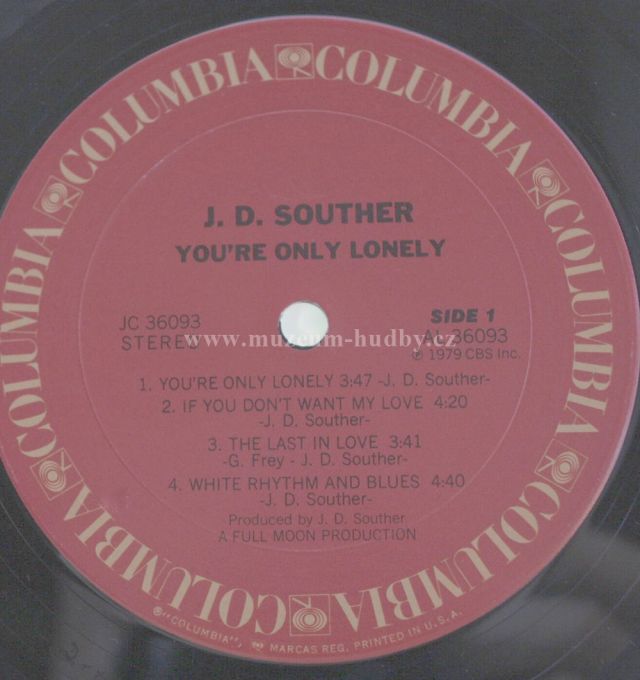 COLUMBIA COLUMBIA COLUMBIA COLUMBIA COLUMBIA COLUMBIA COLUMBIA COLUMBIA
J. D. SOUTHER
YOU'RE ONLY LONELY
JC 36093
STEREO
SIDE 1
AL 36093
℗ 1979 CBS Inc.
www.muzeum-hudby.cz
1. YOU'RE ONLY LONELY 3:47 -J. D. Souther-
2. IF YOU DON'T WANT MY LOVE 4:20
-J. D. Souther-
3. THE LAST IN LOVE 3:41
-G. Frey - J. D. Souther-
4. WHITE RHYTHM AND BLUES 4:40
-J. D. Souther-
Produced by J. D. Souther
A FULL MOON PRODUCTION
®"COLUMBIA", MARCAS REG. PRINTED IN U.S.A.